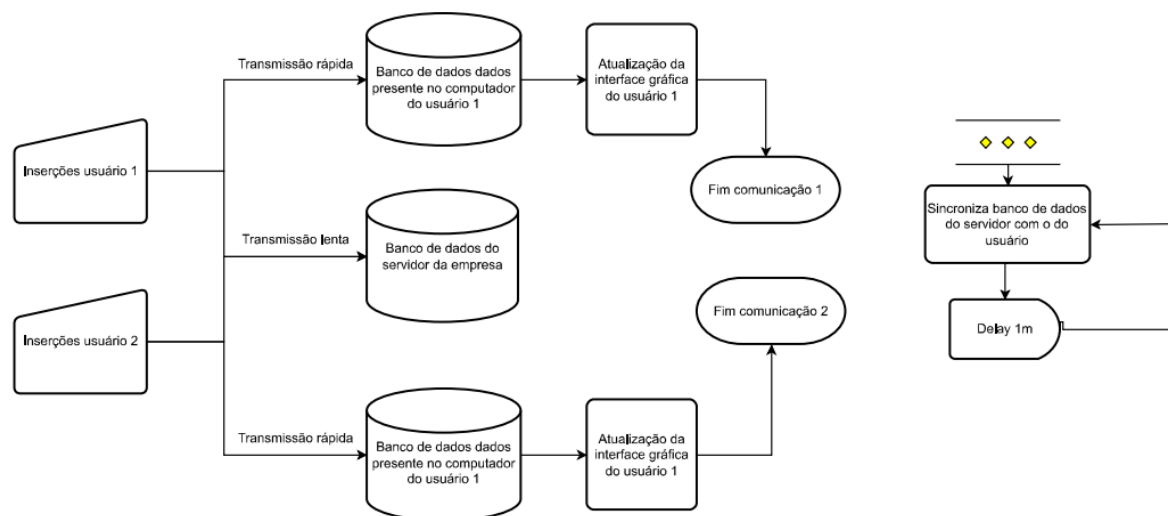 Transmissão rápida
Banco de dados dados
presente no computador
do usuário 1
Atualização da
interface gráfica
do usuário 1
Inserções usuário 1
Fim comunicação 1
Transmissão lenta
Banco de dados do
servidor da empresa
Inserções usuário 2
Fim comunicação 2
Transmissão rápida
Banco de dados dados
presente no computador
do usuário 1
Atualização da
interface gráfica
do usuário 1
Sincroniza banco de dados
do servidor com o do
usuário
Delay 1m